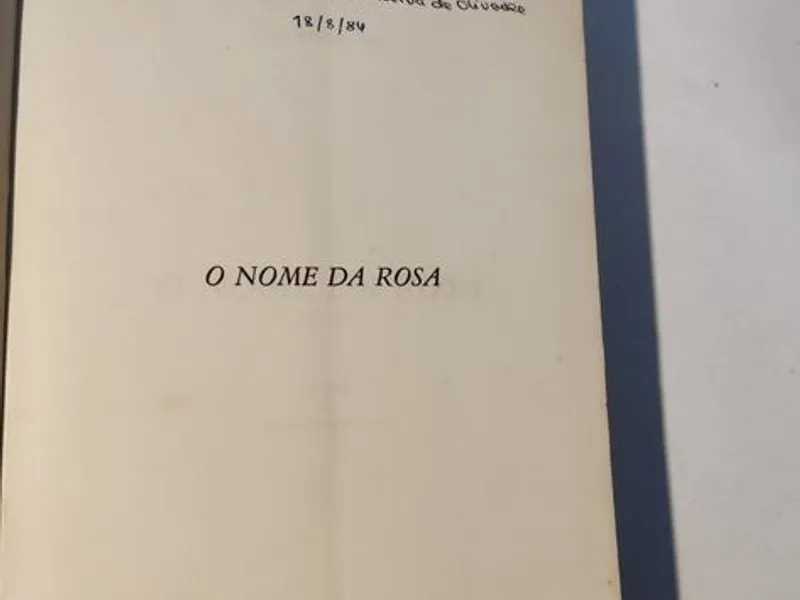 de Oliveira
18/8/84
O NOME DA ROSA